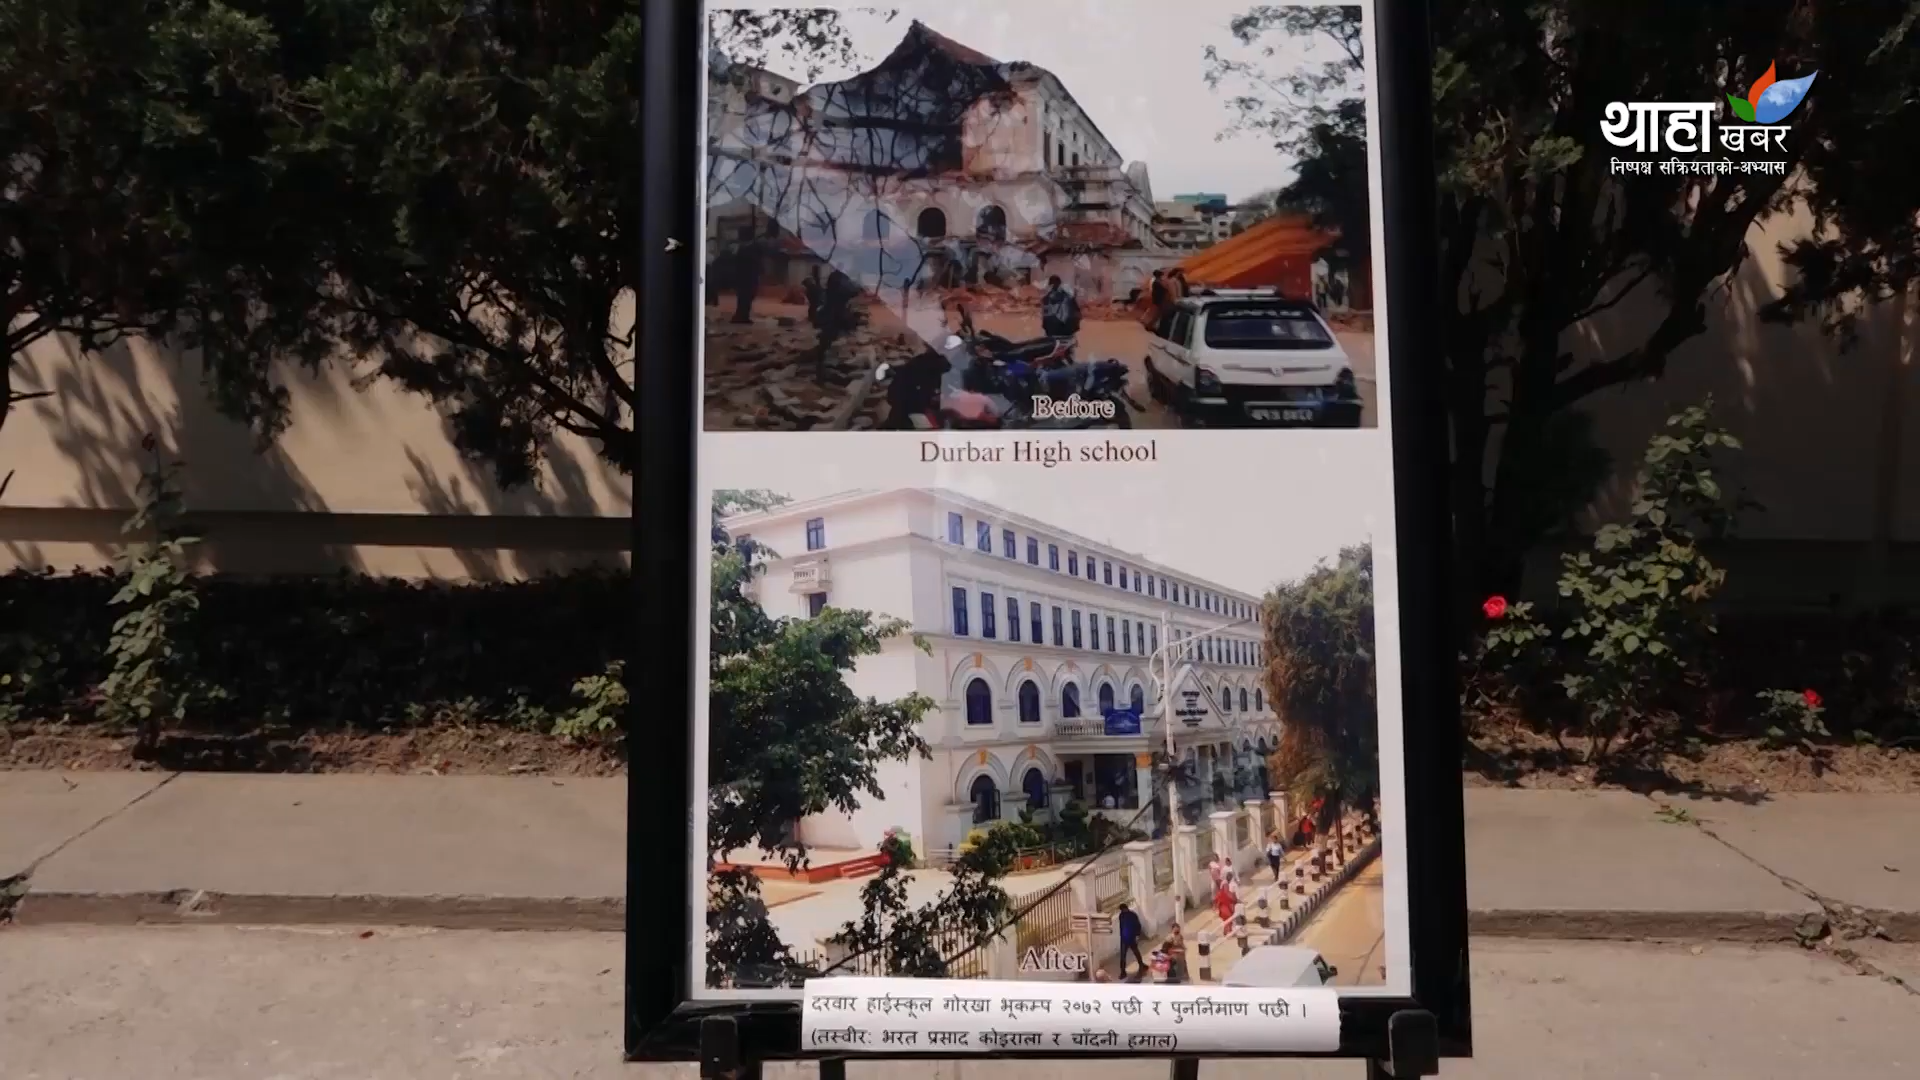 थाहा खबर
निष्पक्ष सक्रियताको-अभ्यास
Before
Durbar High school
After
दरवार हाईस्कूल गोरखा भूकम्प २०७२ पछी र पुनर्निमाण पछी ।
(तस्वीर: भरत प्रसाद कोइराला र चाँदनी हमाल)